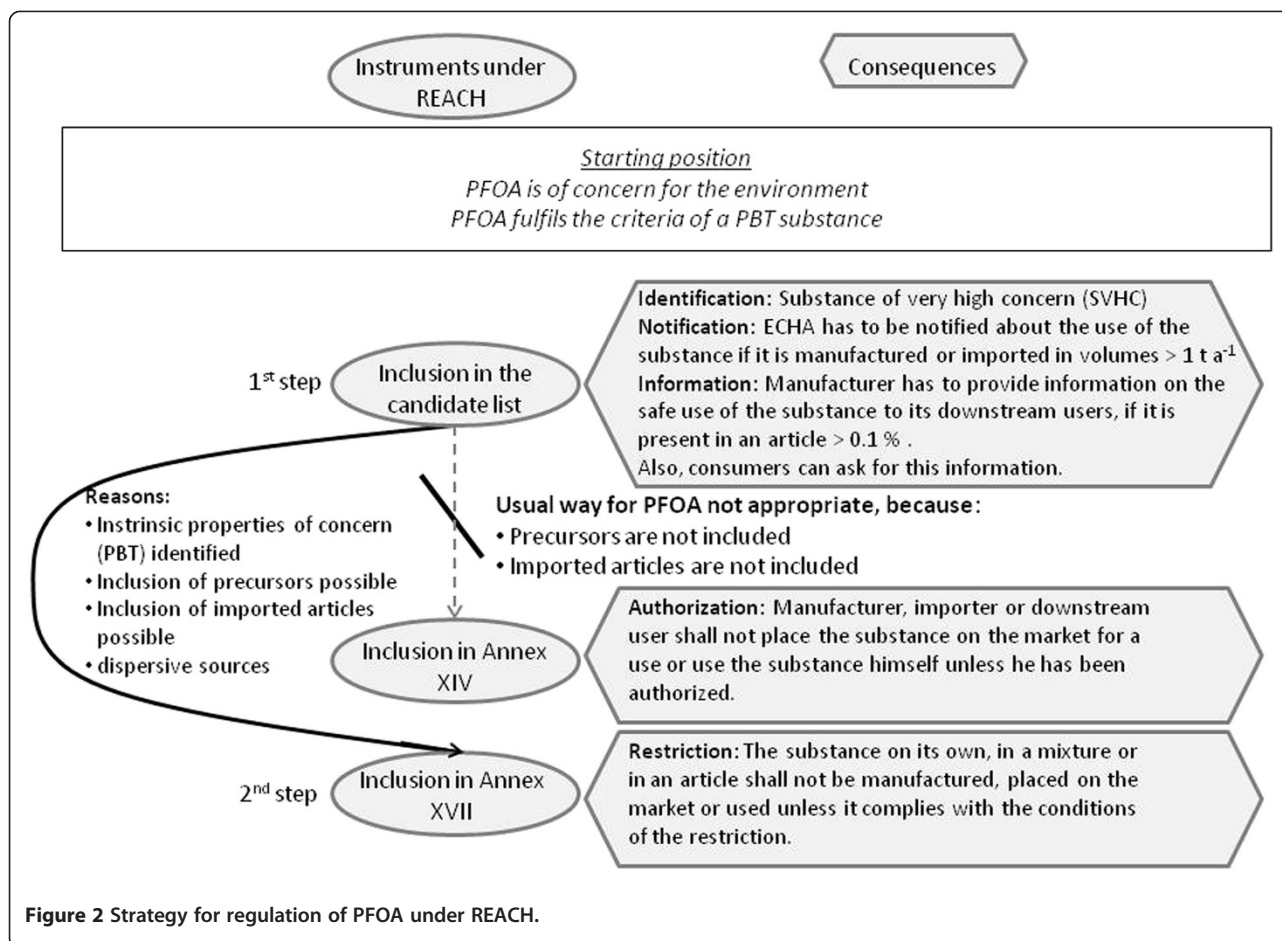 Instruments under
REACH
Consequences
Starting position
PFOA is of concern for the environment
PFOA fulfils the criteria of a PBT substance
1st step
Inclusion in the
candidate list
Identification: Substance of very high concern (SVHC)
Notification: ECHA has to be notified about the use of the
substance if it is manufactured or imported in volumes > 1 t a-1
Information: Manufacturer has to provide information on the
safe use of the substance to its downstream users, if it is
present in an article > 0.1 % .
Also, consumers can ask for this information.
Reasons:
• Instrinsic properties of concern
(PBT) identified
• Inclusion of precursors possible
• Inclusion of imported articles
possible
• dispersive sources
Usual way for PFOA not appropriate, because:
• Precursors are not included
• Imported articles are not included
Inclusion in Annex
XIV
Authorization: Manufacturer, importer or downstream
user shall not place the substance on the market for a
use or use the substance himself unless he has been
authorized.
2nd step
Inclusion in Annex
XVII
Restriction: The substance on its own, in a mixture or
in an article shall not be manufactured, placed on the
market or used unless it complies with the conditions
of the restriction.
Figure 2 Strategy for regulation of PFOA under REACH.